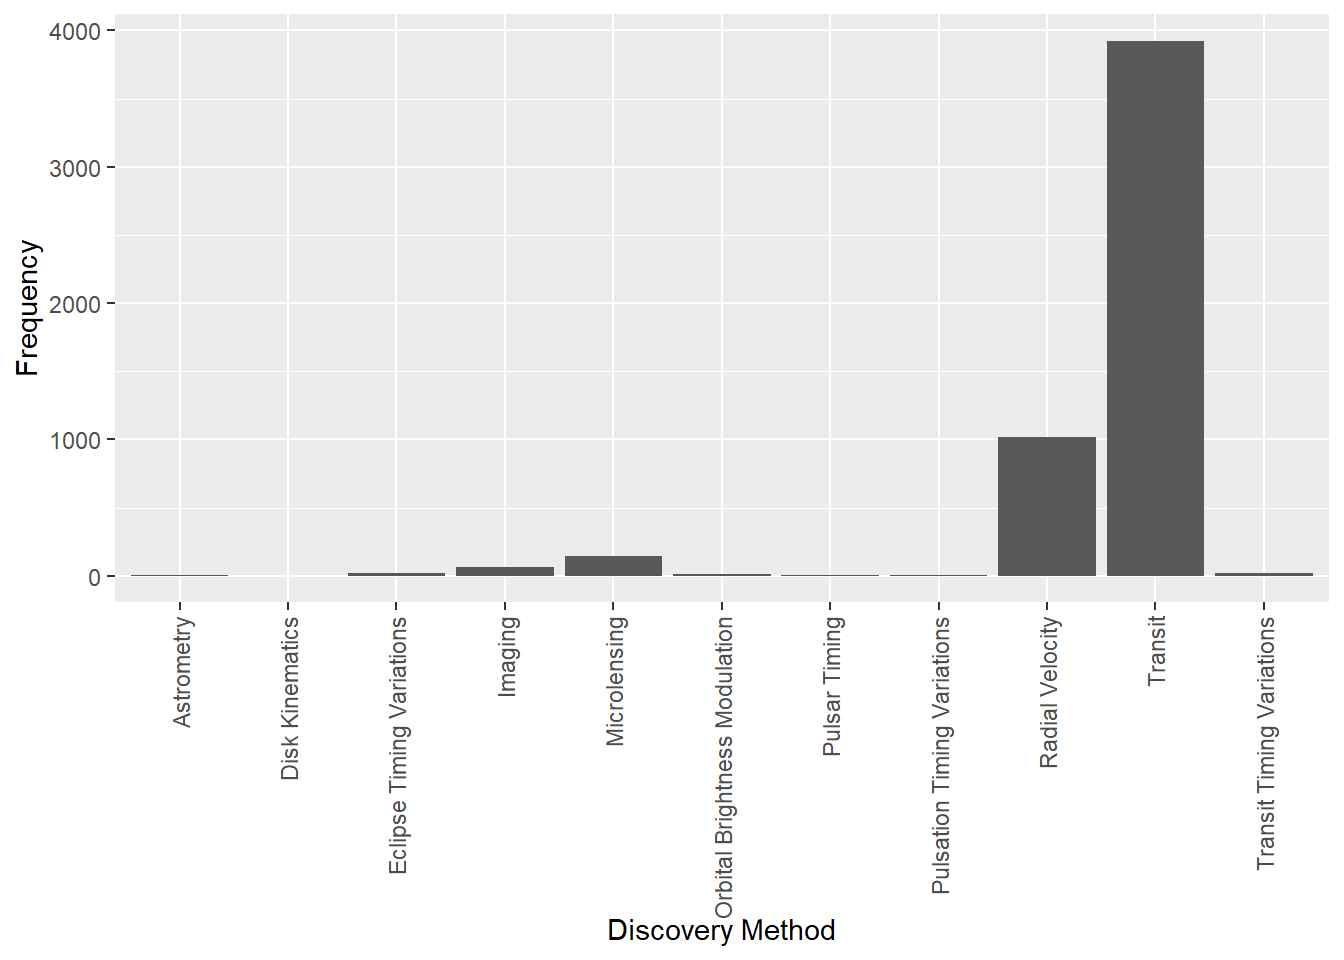 4000
3000
2000
1000
0
Frequency
Astrometry
Disk Kinematics
Eclipse Timing Variations
Imaging
Microlensing
Orbital Brightness Modulation
Pulsar Timing
Pulsation Timing Variations
Radial Velocity
Transit
Transit Timing Variations
Discovery Method